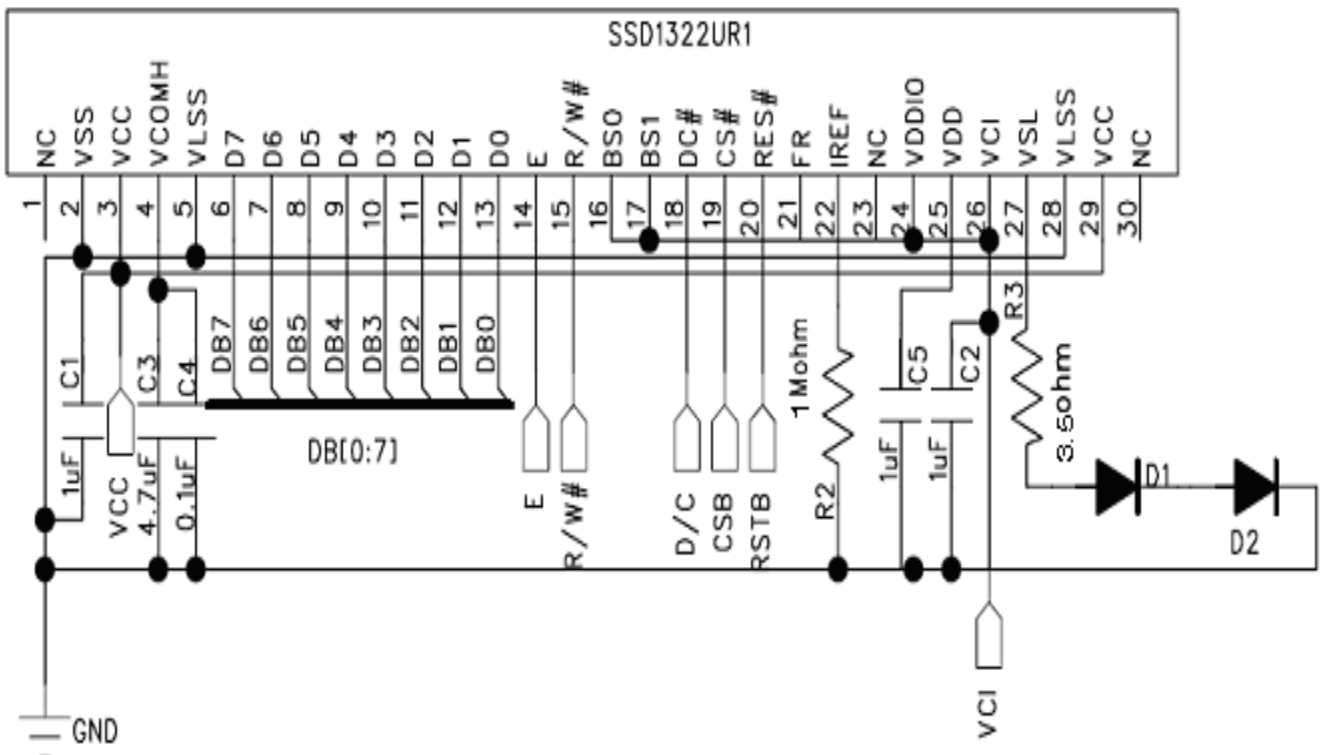 SSD1322UR1
NC
VSS
VCC
VCOMH
VLSS
D7
D6
D5
D4
D3
D2
D1
D0
E
R/W#
BS0
BS1
DC#
CS#
RES#
FR
IREF
NC
VDDIO
VDD
VCI
VSL
VLSS
VCC
NC
1
2
3
4
5
6
7
8
9
10
11
12
13
14
15
16
17
18
19
20
21
22
23
24
25
26
27
28
29
30
C1
C3
C4
DB7
DB6
DB5
DB4
DB3
DB2
DB1
DB0
1Mohm
C5
C2
R3
3.5ohm
1uF
VCC
4.7uF
0.1uF
DB[0:7]
E
R/W#
D/C
CSB
RSTB
R2
1uF
1uF
D1
D2
VCI
GND